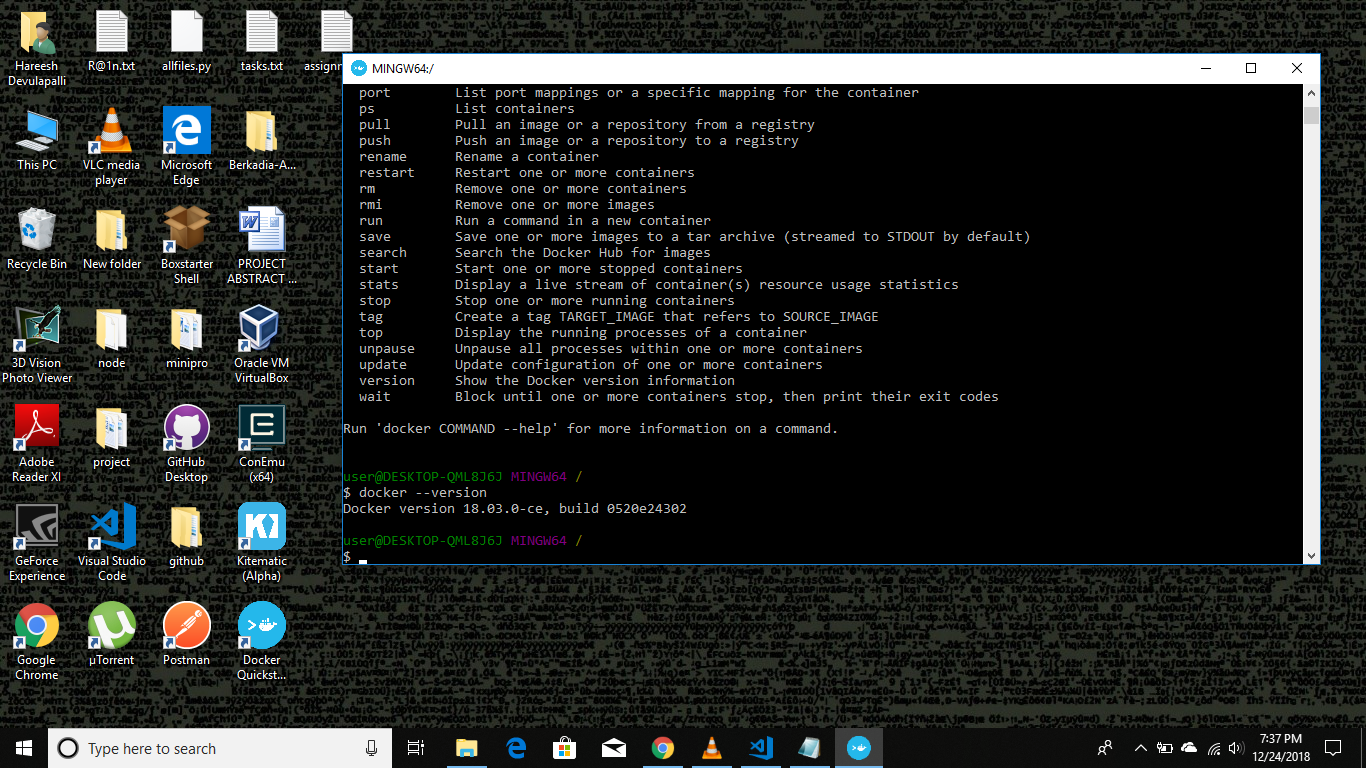 Hareesh
Devulapalli
R@1n.txt
allfiles.py
tasks.txt
assignm
This PC
VLC media
player
Microsoft
Edge
Berkadia-A...
Recycle Bin
New folder
Boxstarter
Shell
PROJECT
ABSTRACT ...
3D Vision
Photo Viewer
node
minipro
Oracle VM
VirtualBox
Adobe
Reader XI
project
GitHub
Desktop
ConEmu
(x64)
GeForce
Experience
Visual Studio
Code
github
Kitematic
(Alpha)
Google
Chrome
µTorrent
Postman
Docker
Quickst...
MINGW64:/
port List port mappings or a specific mapping for the container
ps List containers
pull Pull an image or a repository from a registry
push Push an image or a repository to a registry
rename Rename a container
restart Restart one or more containers
rm Remove one or more containers
rmi Remove one or more images
run Run a command in a new container
save Save one or more images to a tar archive (streamed to STDOUT by default)
search Search the Docker Hub for images
start Start one or more stopped containers
stats Display a live stream of container(s) resource usage statistics
stop Stop one or more running containers
tag Create a tag TARGET_IMAGE that refers to SOURCE_IMAGE
top Display the running processes of a container
unpause Unpause all processes within one or more containers
update Update configuration of one or more containers
version Show the Docker version information
wait Block until one or more containers stop, then print their exit codes
Run 'docker COMMAND --help' for more information on a command.
user@DESKTOP-QML8J6J MINGW64 /
$ docker --version
Docker version 18.03.0-ce, build 0520e24302
user@DESKTOP-QML8J6J MINGW64 /
$
Type here to search
7:37 PM
12/24/2018